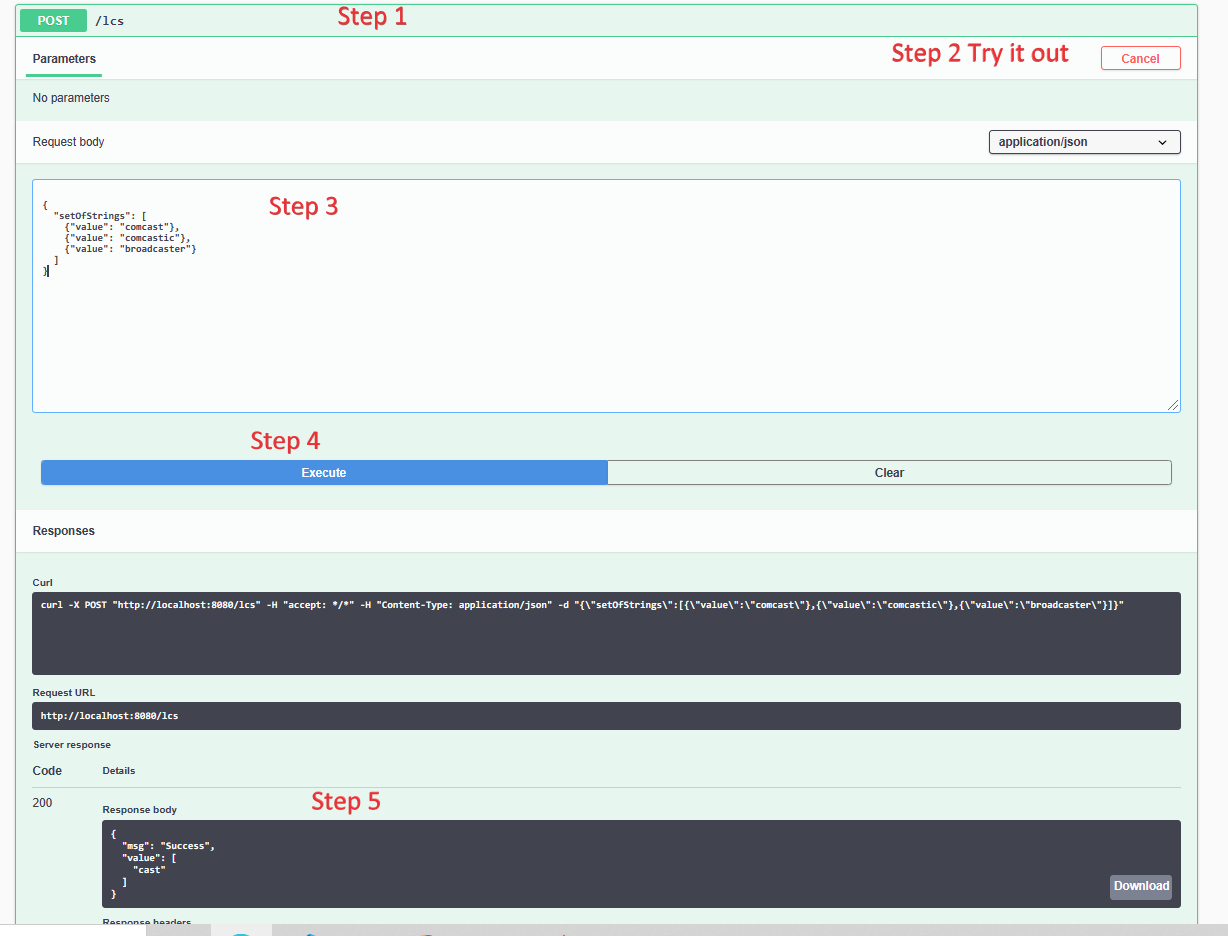 POST /lcs Step 1
Parameters Step 2 Try it out Cancel
No parameters
Request body application/json
Step 3
{
"setOfStrings": [
{"value": "comcast"},
{"value": "comcastic"},
{"value": "broadcaster"}
]
}
Step 4
Execute Clear
Responses
Curl
curl -X POST "http://localhost:8080/lcs" -H "accept: */*" -H "Content-Type: application/json" -d "{\"setOfStrings\":[{\"value\":\"comcast\"},{\"value\":\"comcastic\"},{\"value\":\"broadcaster\"}]}"
Request URL
http://localhost:8080/lcs
Server response
Code Details
200 Step 5
Response body
{
"msg": "Success",
"value": [
"cast"
]
}
Download
Response headers